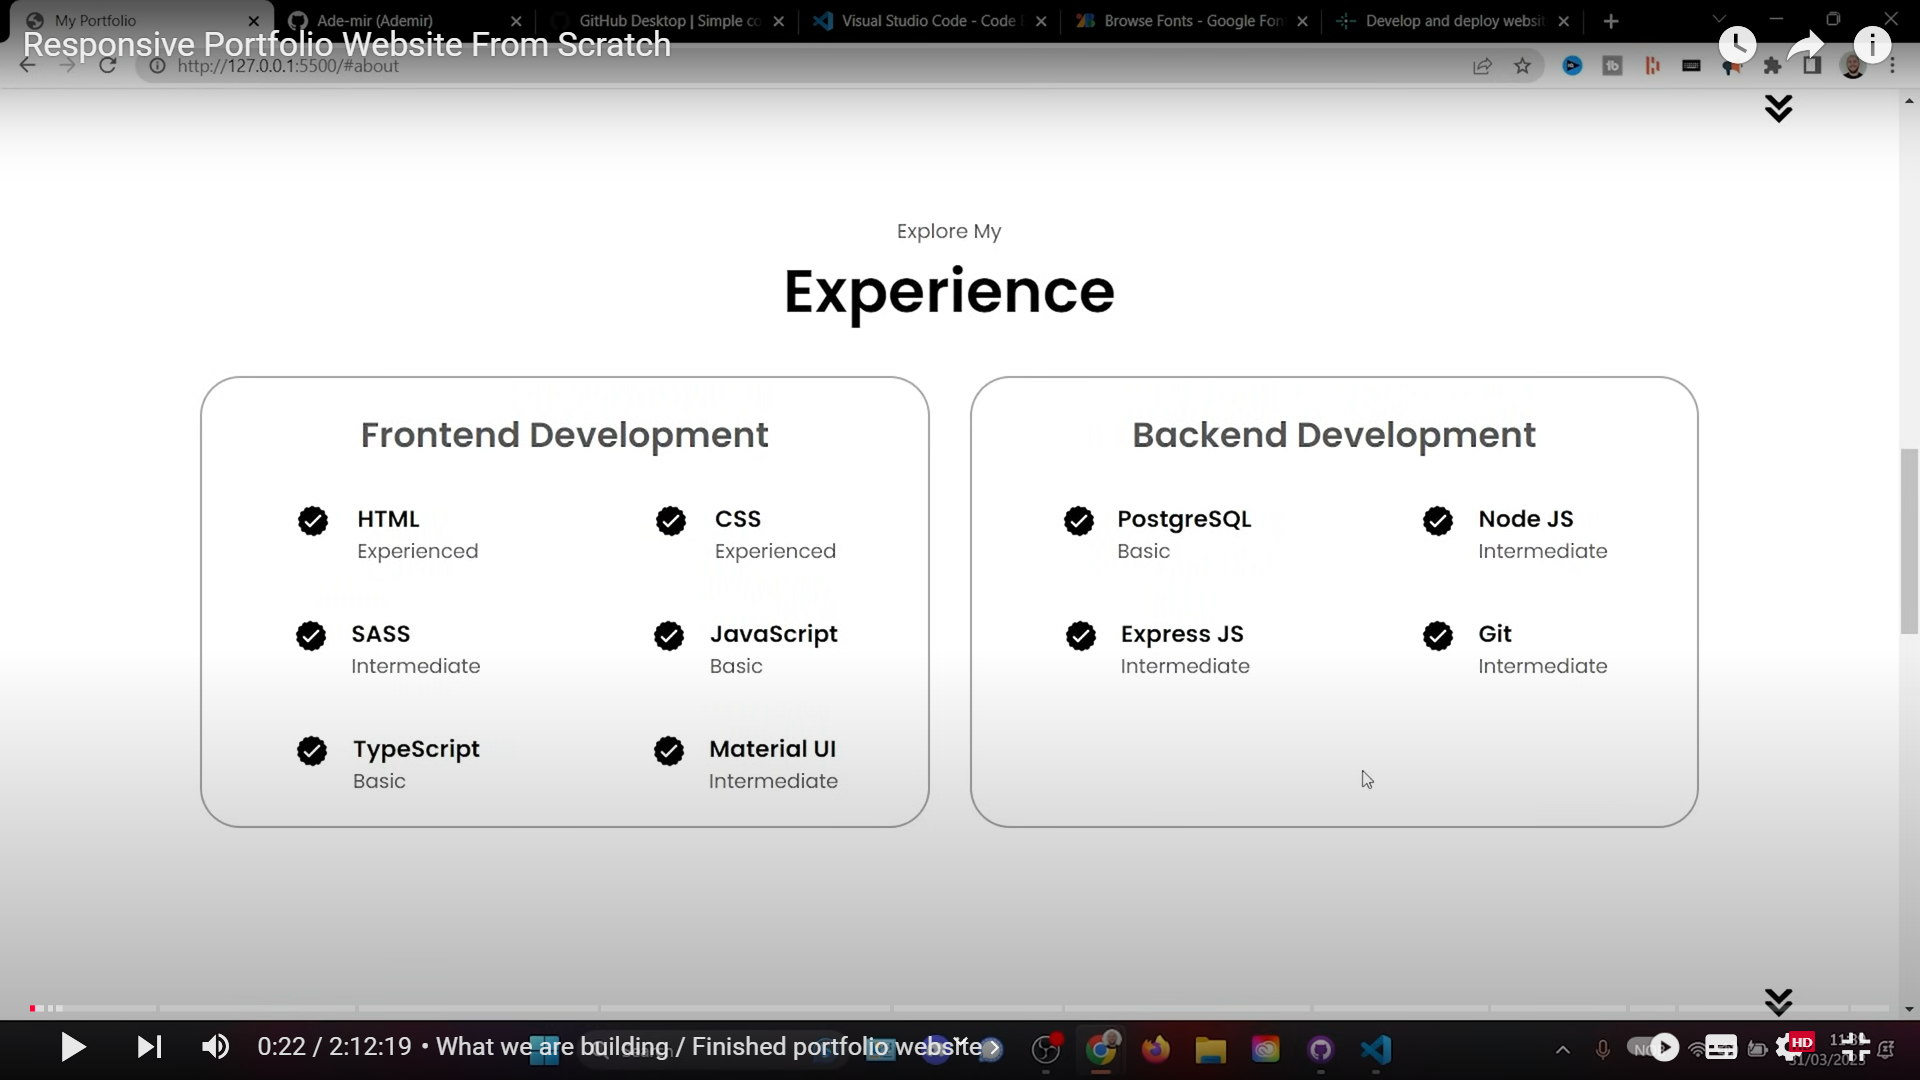 My Portfolio
Ade-mir (Ademir)
GitHub Desktop | Simple co
Visual Studio Code - Code
Browse Fonts - Google Fon
Develop and deploy websit
Responsive Portfolio Website From Scratch
http://127.0.0.1:5500/#about
Explore My
Experience
Frontend Development
HTML
Experienced
CSS
Experienced
SASS
Intermediate
JavaScript
Basic
TypeScript
Basic
Material UI
Intermediate
Backend Development
PostgreSQL
Basic
Node JS
Intermediate
Express JS
Intermediate
Git
Intermediate
0:22 / 2:12:19 • What we are building / Finished portfolio website
HD